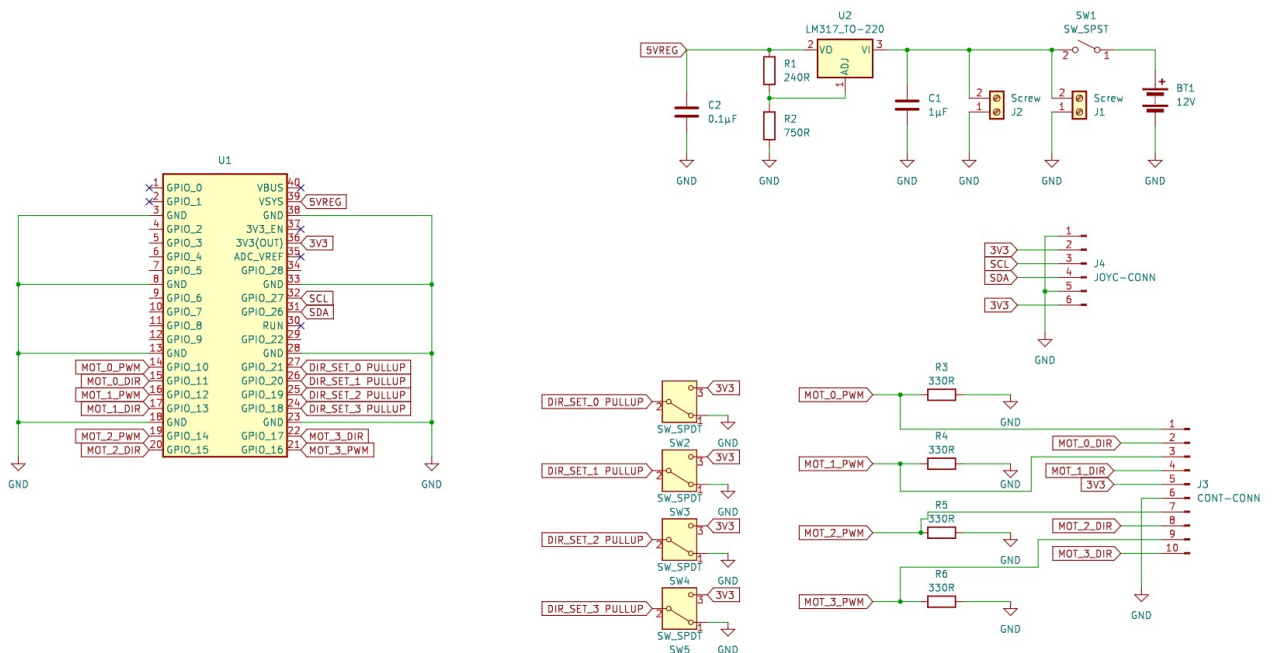 U1
1 GPIO_0 VBUS 40
2 GPIO_1 VSYS 39 5VREG
3 GND GND 38
4 GPIO_2 3V3_EN 37
5 GPIO_3 3V3(OUT) 36 3V3
6 GPIO_4 ADC_VREF 35
7 GPIO_5 GPIO_28 34
8 GND GND 33
9 GPIO_6 GPIO_27 32 SCL
10 GPIO_7 GPIO_26 31 SDA
11 GPIO_8 RUN 30
12 GPIO_9 GPIO_22 29
13 GND GND 28
MOT_0_PWM 14 GPIO_10 GPIO_21 27 DIR_SET_0 PULLUP
MOT_0_DIR 15 GPIO_11 GPIO_20 26 DIR_SET_1 PULLUP
MOT_1_PWM 16 GPIO_12 GPIO_19 25 DIR_SET_2 PULLUP
MOT_1_DIR 17 GPIO_13 GPIO_18 24 DIR_SET_3 PULLUP
18 GND GND 23
MOT_2_PWM 19 GPIO_14 GPIO_17 22 MOT_3_DIR
MOT_2_DIR 20 GPIO_15 GPIO_16 21 MOT_3_PWM
GND GND
U2
LM317_TO-220
SW1
SW_SPST
5VREG 2 VO VI 3 2 1
ADJ
1
R1
240R
R2
750R
C2
0.1µF
C1
1µF
2 Screw
1 J2
2 Screw
1 J1
+
BT1
12V
GND GND GND GND GND GND
1
3V3 2
SCL 3
SDA 4
5
3V3 6
J4
JOYC-CONN
GND
DIR_SET_0 PULLUP 2 3 3V3
1
SW_SPDT GND
SW2
DIR_SET_1 PULLUP 2 3 3V3
1
SW_SPDT GND
SW3
DIR_SET_2 PULLUP 2 3 3V3
1
SW_SPDT GND
SW4
DIR_SET_3 PULLUP 2 3 3V3
1
SW_SPDT GND
SW5
R3
330R
MOT_0_PWM
GND
R4
330R
MOT_1_PWM
GND
R5
330R
MOT_2_PWM
GND
R6
330R
MOT_3_PWM
GND
1
MOT_0_DIR 2
3
MOT_1_DIR 4
3V3 5
6
7
MOT_2_DIR 8
9
MOT_3_DIR 10
J3
CONT-CONN
GND